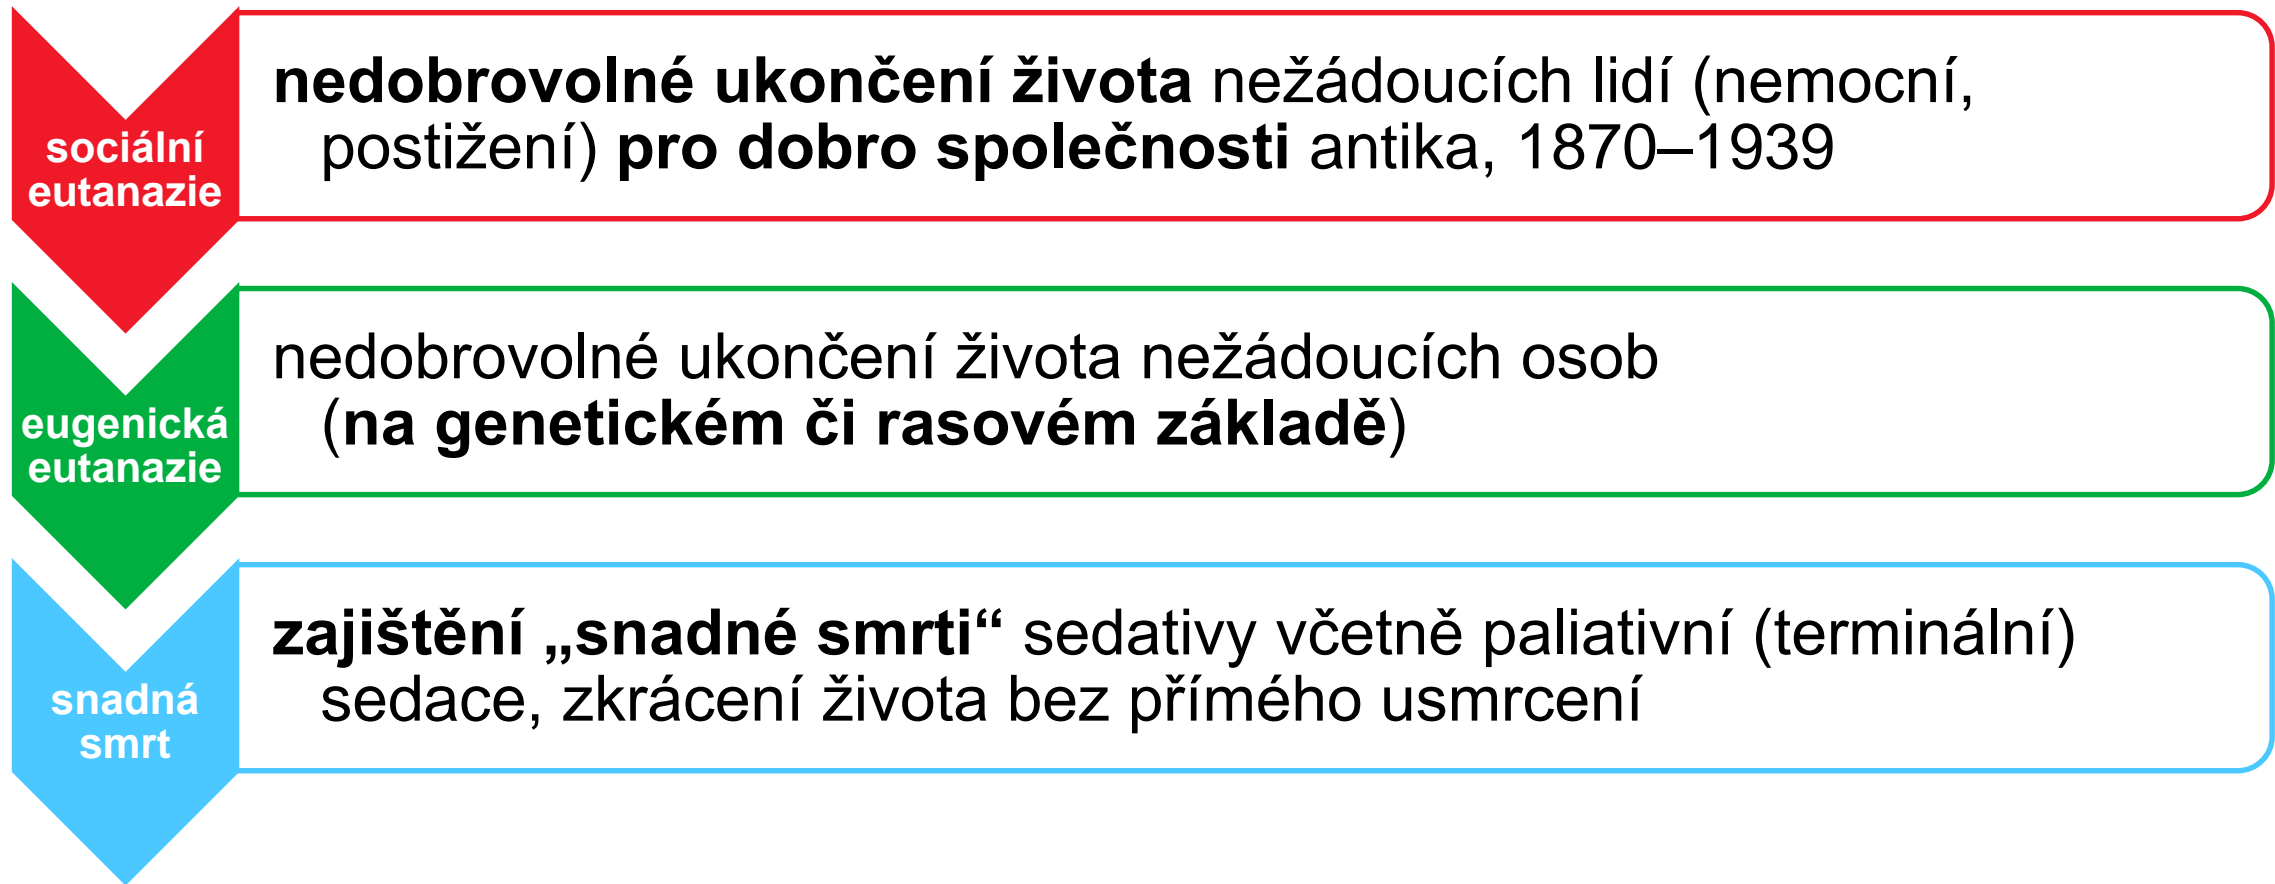 sociální
eutanazie
nedobrovolné ukončení života nežádoucích lidí (nemocní,
postižení) pro dobro společnosti antika, 1870–1939
eugenická
eutanazie
nedobrovolné ukončení života nežádoucích osob
(na genetickém či rasovém základě)
snadná
smrt
zajištění „snadné smrti“ sedativy včetně paliativní (terminální)
sedace, zkrácení života bez přímého usmrcení